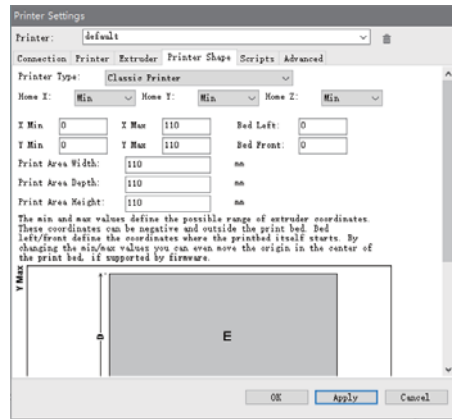 Printer Settings
Printer: default
Connection Printer Extruder Printer Shape Scripts Advanced
Printer Type: Classic Printer
Home X: Min Home Y: Min Home Z: Min
X Min 0 X Max 110 Bed Left: 0
Y Min 0 Y Max 110 Bed Front: 0
Print Area Width: 110 mm
Print Area Depth: 110 mm
Print Area Height: 110 mm
The min and max values define the possible range of extruder coordinates.
These coordinates can be negative and outside the print bed. Bed
left/front define the coordinates where the printbed itself starts. By
changing the min/max values you can even move the origin in the center of
the print bed, if supported by firmware.
Y Max
D
E
OK Apply Cancel